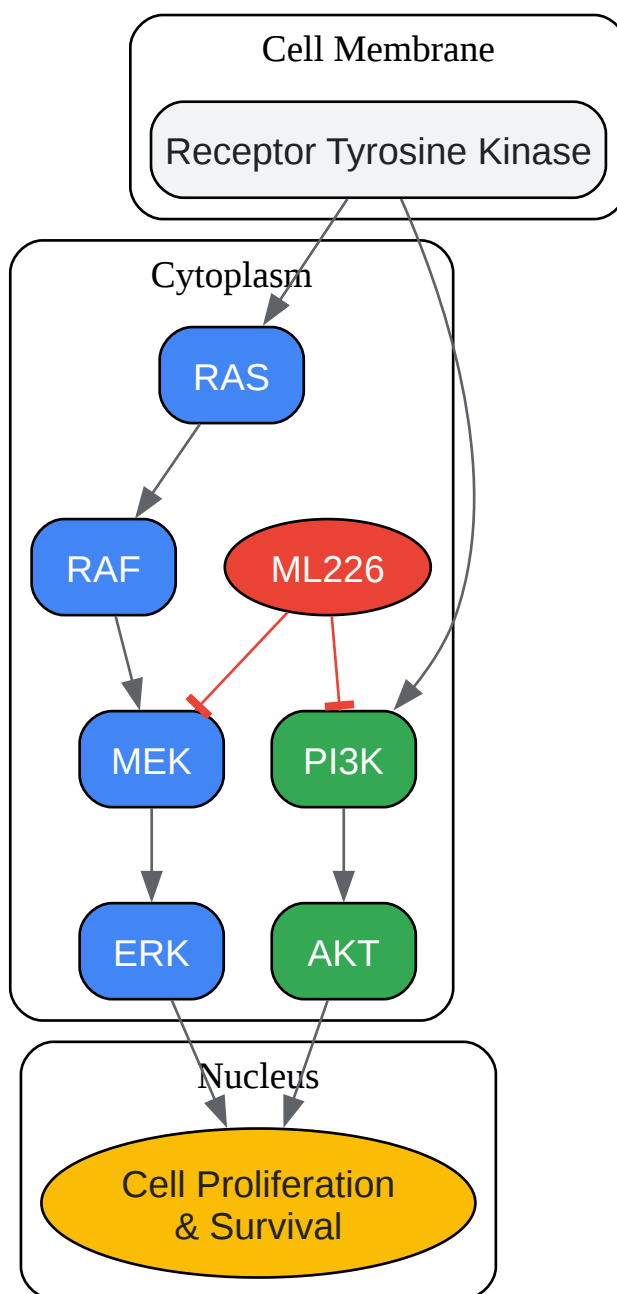 Cell Membrane
Receptor Tyrosine Kinase
Cytoplasm
RAS
RAF
ML226
MEK
PI3K
ERK
AKT
Nucleus
Cell Proliferation
& Survival